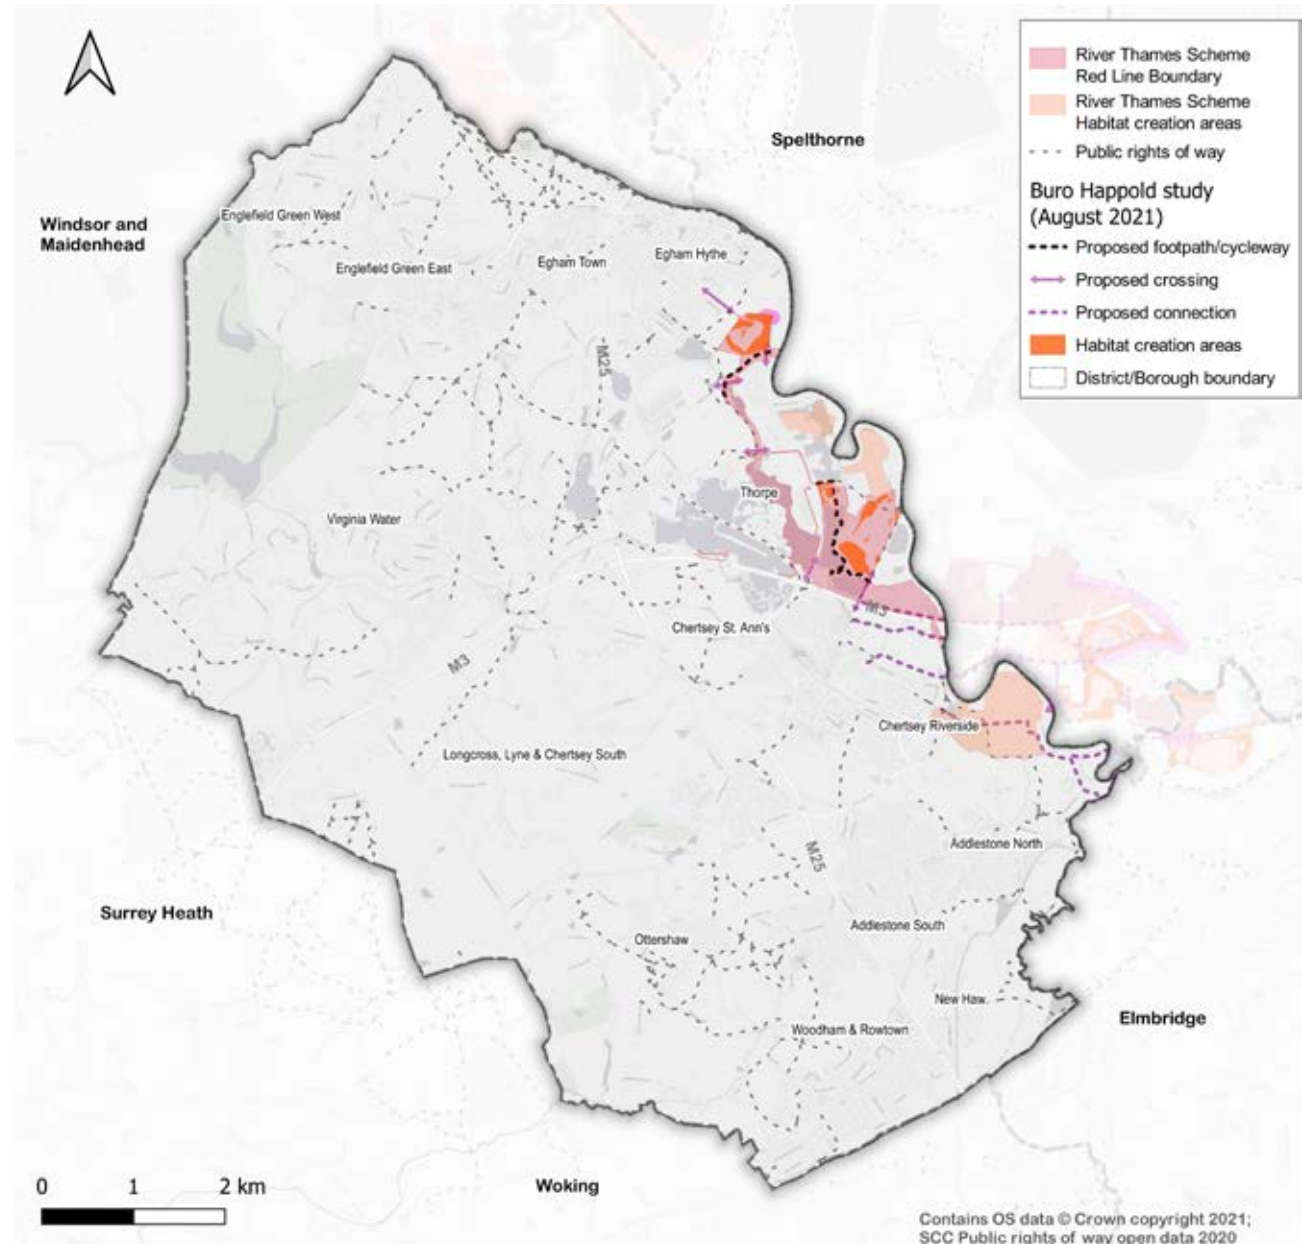 River Thames Scheme
Red Line Boundary
River Thames Scheme
Habitat creation areas
Public rights of way
Buro Happold study
(August 2021)
Proposed footpath/cycleway
Proposed crossing
Proposed connection
Habitat creation areas
District/Borough boundary
Spelthorne
Windsor and
Maidenhead
Englefield Green West
Englefield Green East
Egham Town
Egham Hythe
M25
Thorpe
Virginia Water
M3
Chertsey St. Ann's
M3
Chertsey Riverside
Longcross, Lyne & Chertsey South
M25
Addlestone North
Surrey Heath
Addlestone South
Ottershaw
New Haw.
Woodham & Rowtown
Elmbridge
Woking
0 1 2 km
Contains OS data © Crown copyright 2021;
SCC Public rights of way open data 2020